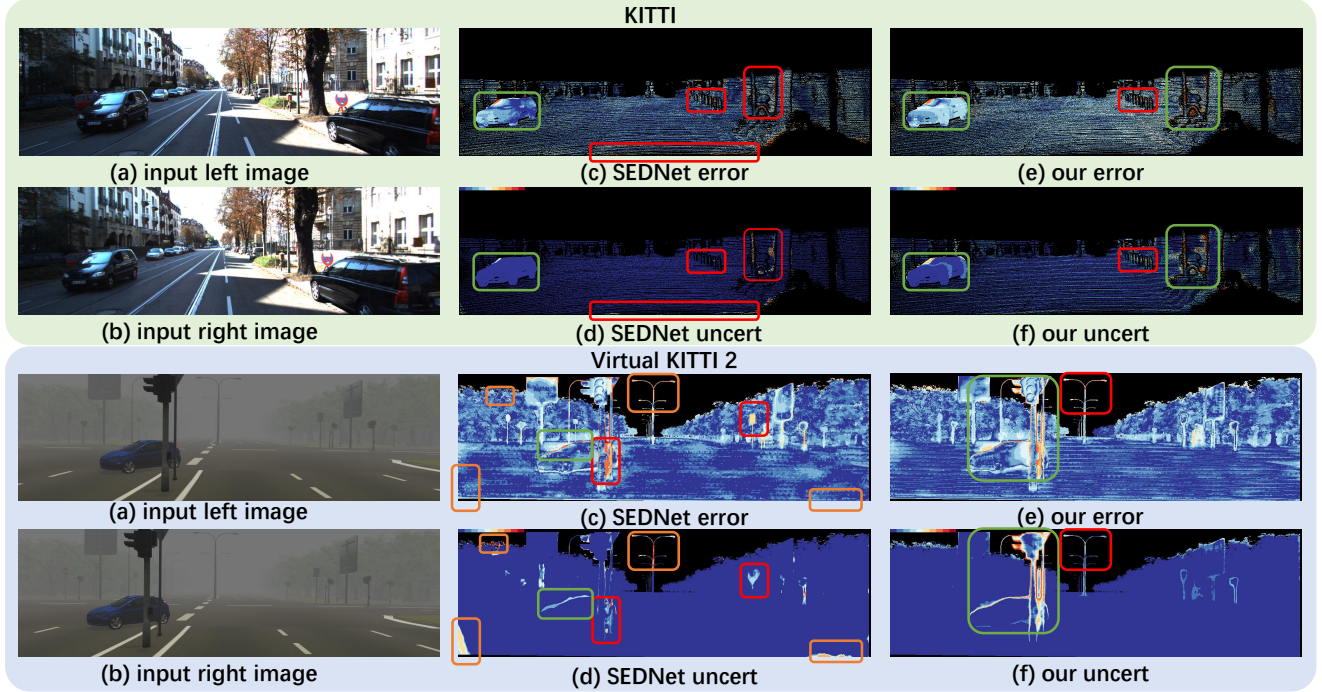 KITTI
(a) input left image
(c) SEDNet error
(e) our error
(b) input right image
(d) SEDNet uncert
(f) our uncert
Virtual KITTI 2
(a) input left image
(c) SEDNet error
(e) our error
(b) input right image
(d) SEDNet uncert
(f) our uncert